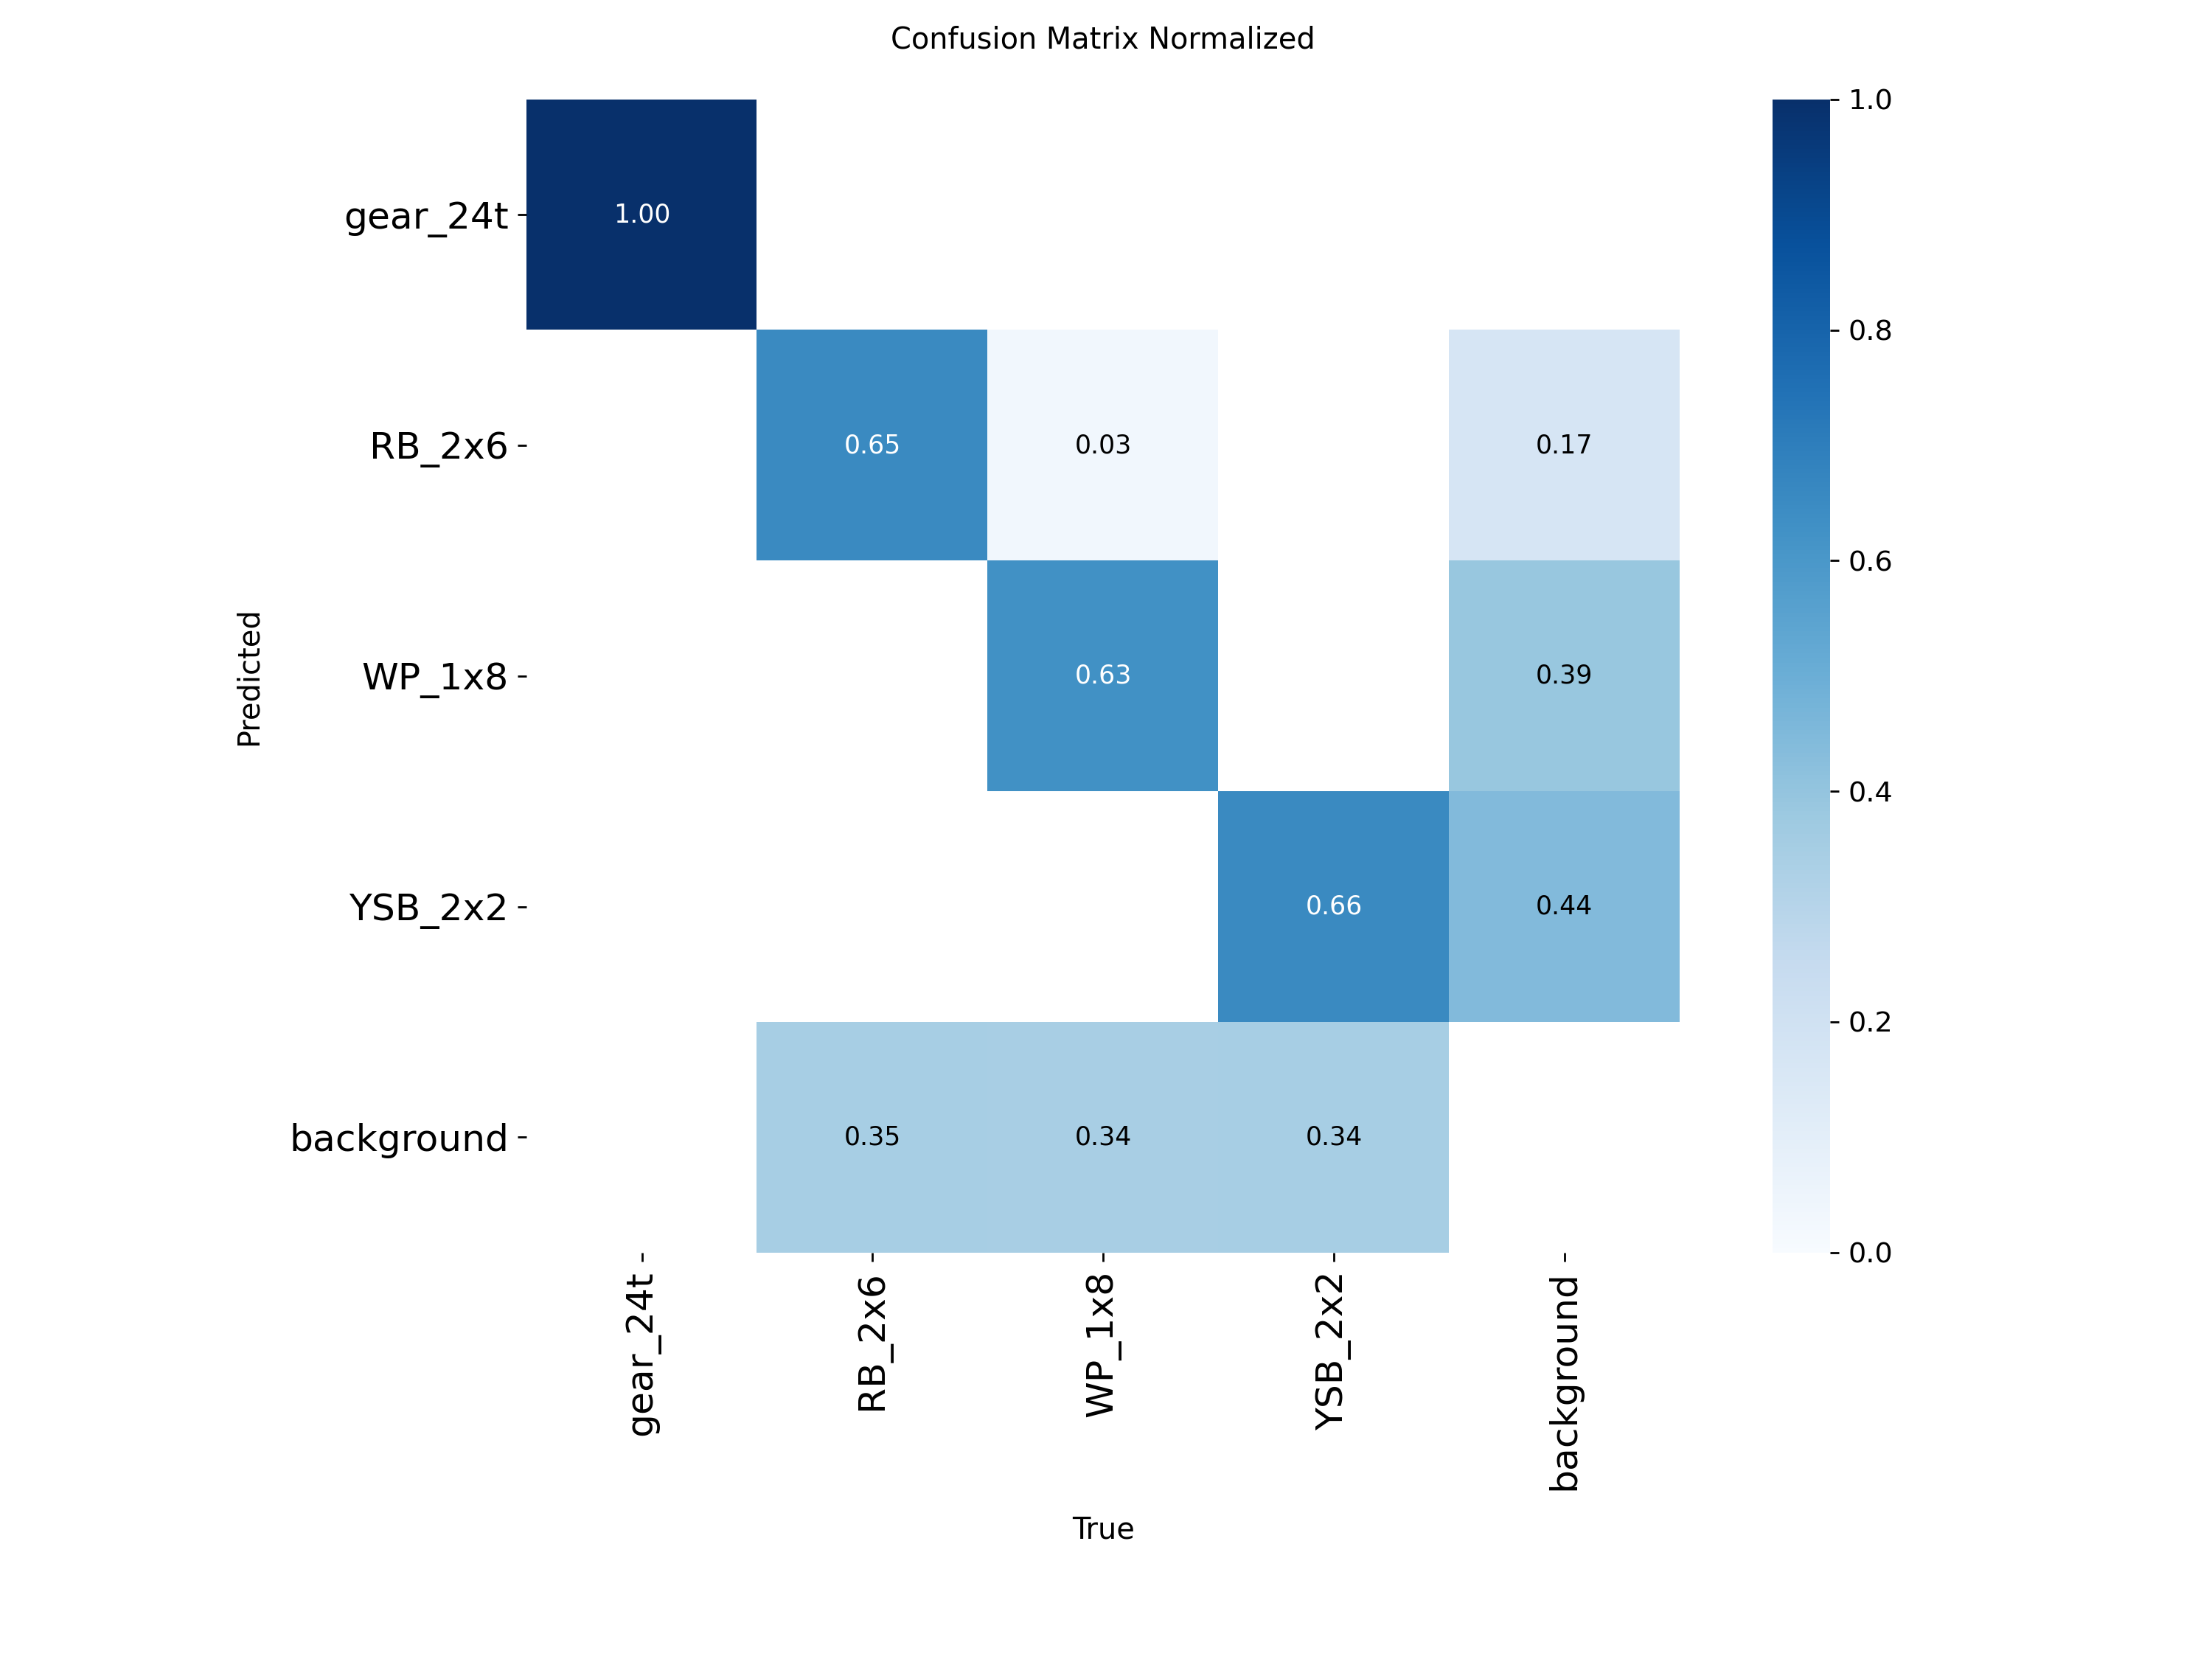 Confusion Matrix Normalized
1.0
gear_24t
1.00
0.8
RB_2x6
0.65
0.03
0.17
0.6
Predicted
WP_1x8
0.63
0.39
0.4
YSB_2x2
0.66
0.44
0.2
background
0.35
0.34
0.34
0.0
gear_24t
RB_2x6
WP_1x8
YSB_2x2
background
True